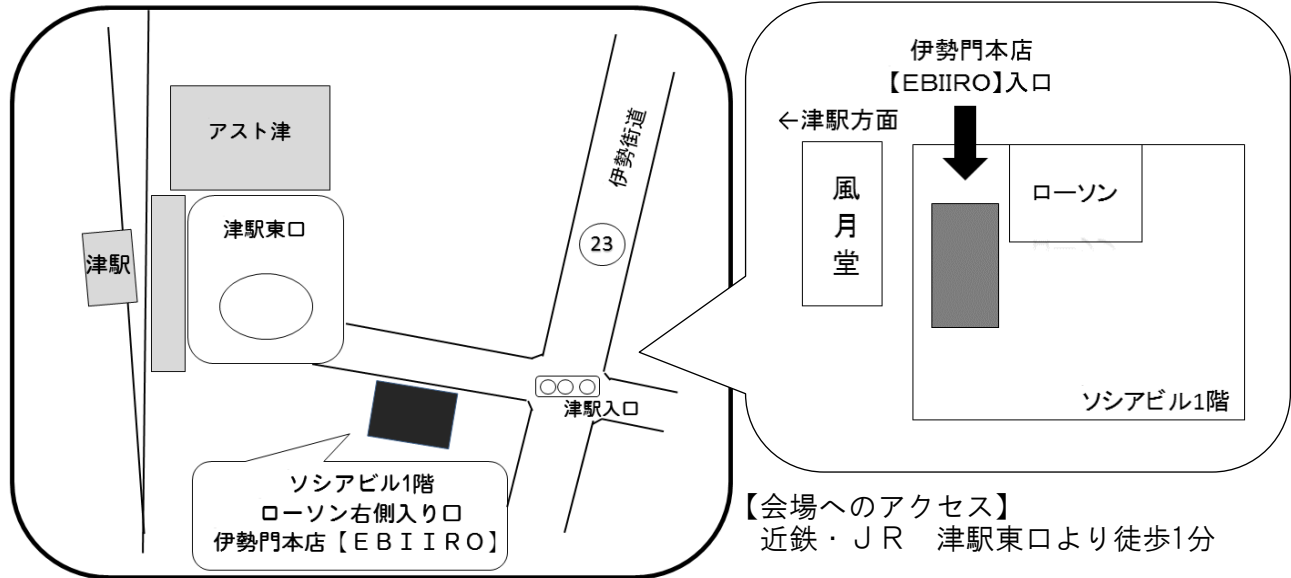 アスト津
津駅東口
津駅
伊勢街道
23
津駅入口
ソシアビル1階
ローソン右側入り口
伊勢門本店【ＥＢＩＩＲＯ】
伊勢門本店
【EBIIRO】入口
←津駅方面
風月堂
ローソン
ソシアビル1階
【会場へのアクセス】
近鉄・ＪＲ　津駅東口より徒歩1分